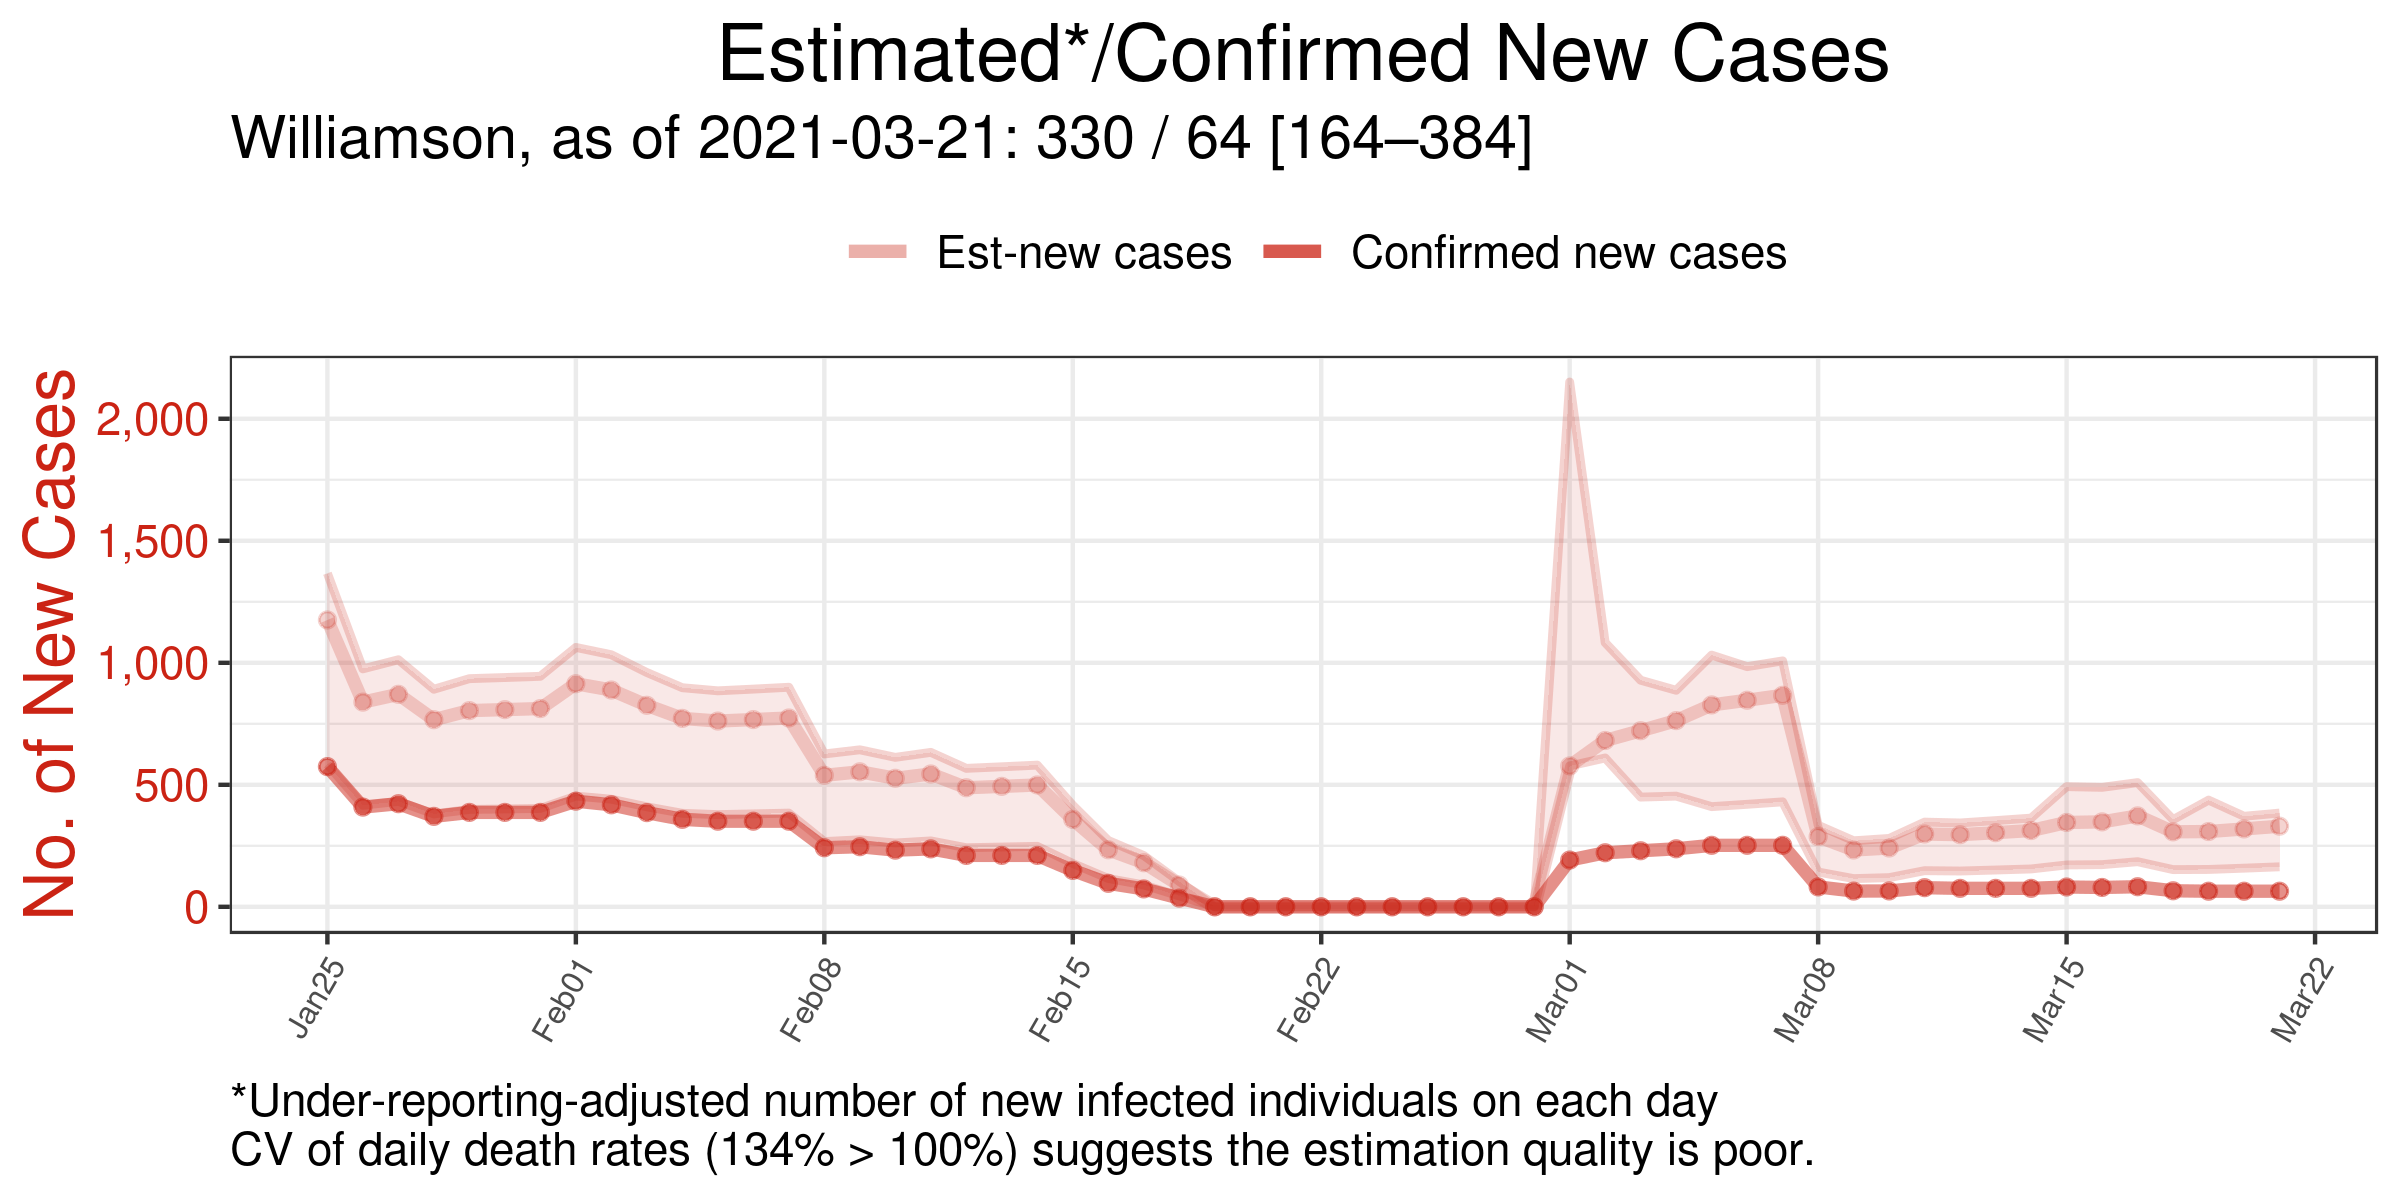 Estimated*/Confirmed New Cases
Williamson, as of 2021-03-21: 330 / 64 [164–384]
Est-new cases
Confirmed new cases
No. of New Cases
2,000
1,500
1,000
500
0
Jan25
Feb01
Feb08
Feb15
Feb22
Mar01
Mar08
Mar15
Mar22
*Under-reporting-adjusted number of new infected individuals on each day
CV of daily death rates (134% > 100%) suggests the estimation quality is poor.